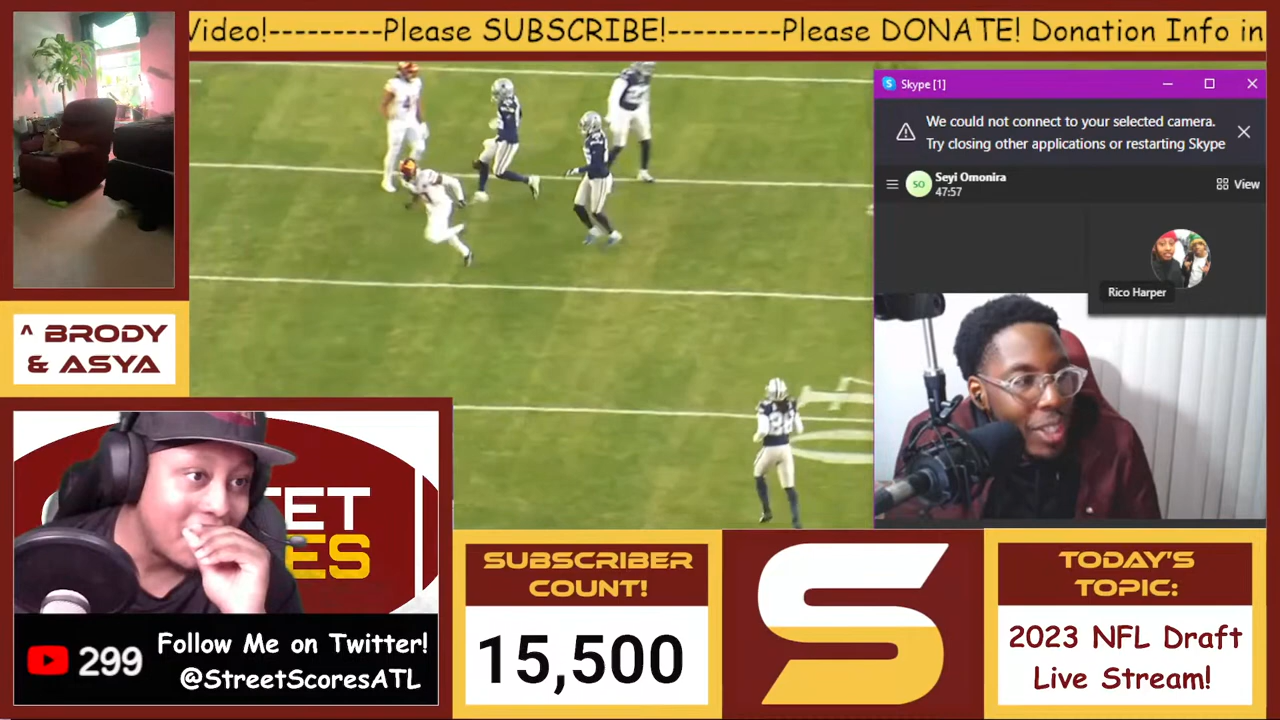 Video!---------Please SUBSCRIBE!---------Please DONATE! Donation Info in
Skype [1]
We could not connect to your selected camera.
Try closing other applications or restarting Skype
SO
Seyi Omonira
47:57
View
Rico Harper
^ BRODY
& ASYA
299
Follow Me on Twitter!
@StreetScoresATL
SUBSCRIBER
COUNT!
15,500
S
TODAY'S
TOPIC:
2023 NFL Draft
Live Stream!